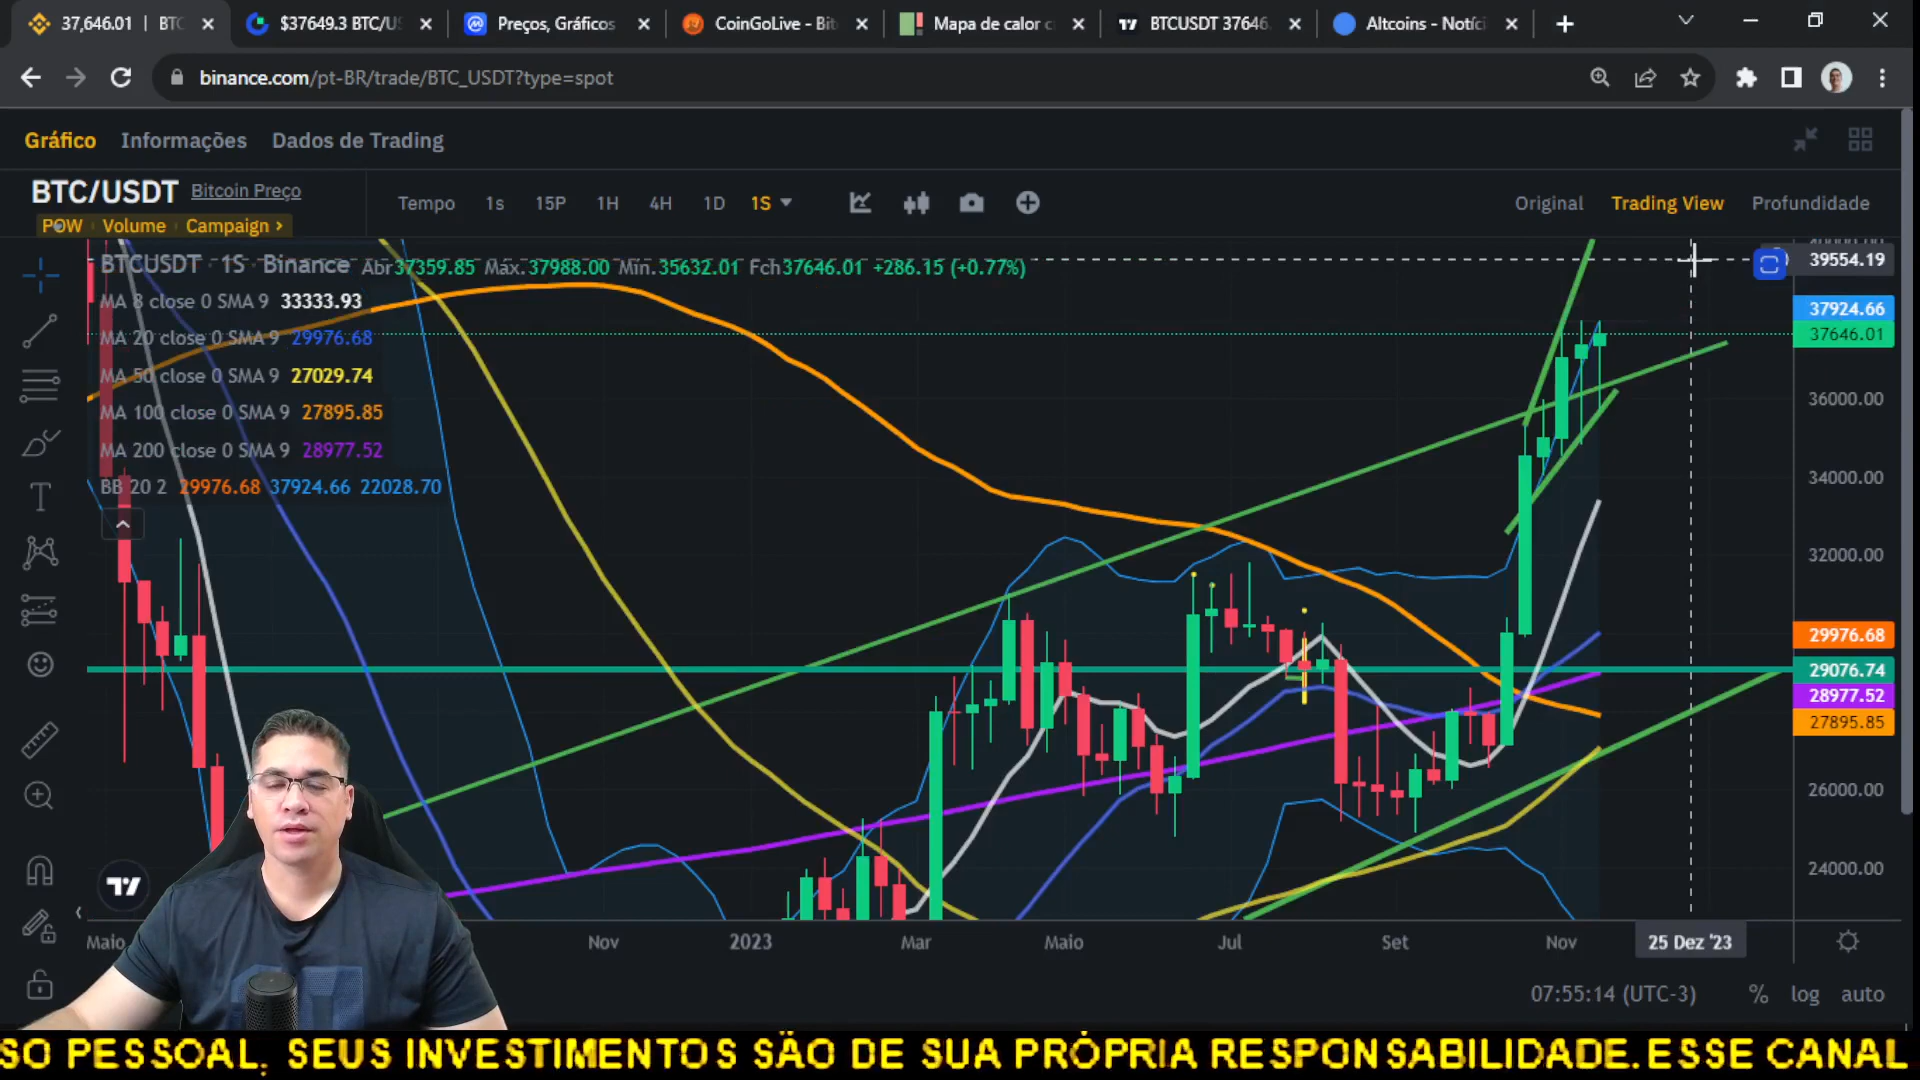 37,646.01 | BTC
$37649.3 BTC/US
Preços, Gráficos
CoinGoLive - Bit
Mapa de calor c
BTCUSDT 37646
Altcoins - Notíci
binance.com/pt-BR/trade/BTC_USDT?type=spot
Gráfico Informações Dados de Trading
BTC/USDT Bitcoin Preço
POW Volume Campaign >
Tempo 1s 15P 1H 4H 1D 1S
Original Trading View Profundidade
BTCUSDT · 1S · Binance Abr37359.85 Máx.37988.00 Mín.35632.01 Fch37646.01 +286.15 (+0.77%)
MA 8 close 0 SMA 9 33333.93
MA 20 close 0 SMA 9 29976.68
MA 50 close 0 SMA 9 27029.74
MA 100 close 0 SMA 9 27895.85
MA 200 close 0 SMA 9 28977.52
BB 20 2 29976.68 37924.66 22028.70
40000.00
39554.19
37924.66
37646.01
36000.00
34000.00
32000.00
29976.68
29076.74
28977.52
27895.85
26000.00
24000.00
Maio Nov 2023 Mar Maio Jul Set Nov 25 Dez '23
07:55:14 (UTC-3) % log auto
SO PESSOAL, SEUS INVESTIMENTOS SÃO DE SUA PRÓPRIA RESPONSABILIDADE.ESSE CANAL